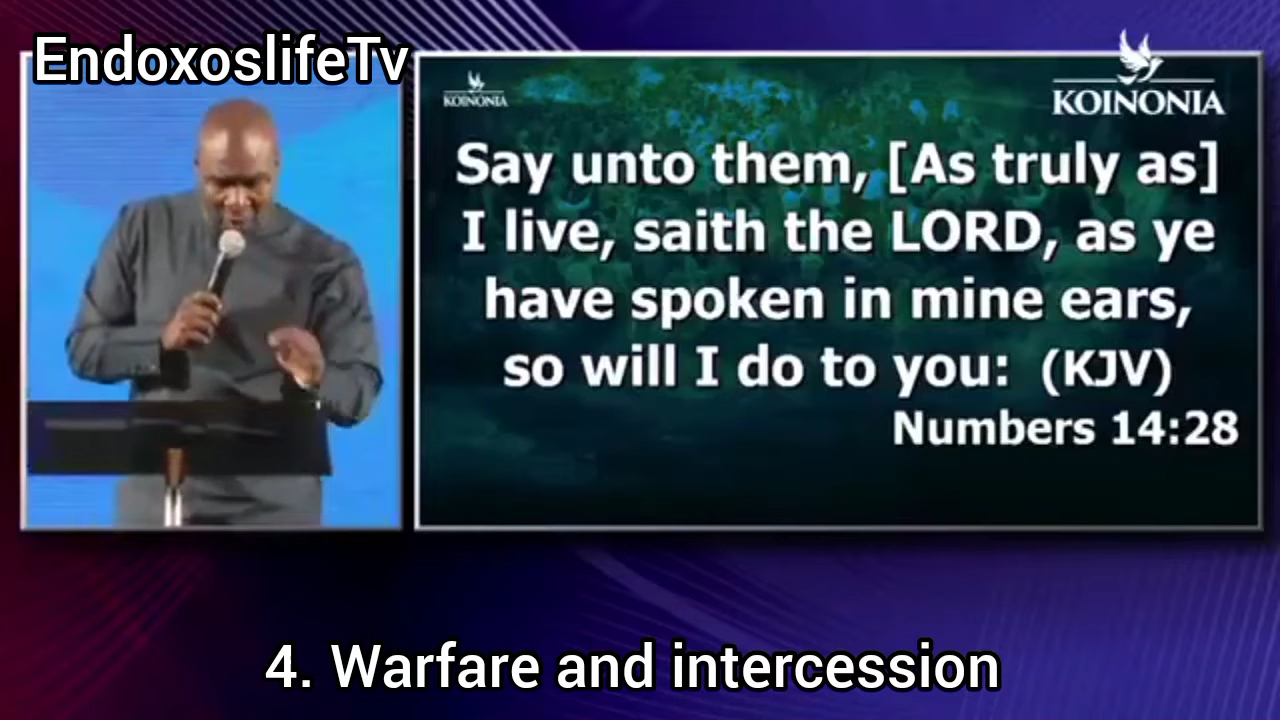 EndoxoslifeTv
KOINONIA
KOINONIA
Say unto them, [As truly as]
I live, saith the LORD, as ye
have spoken in mine ears,
so will I do to you: (KJV)
Numbers 14:28
4. Warfare and intercession